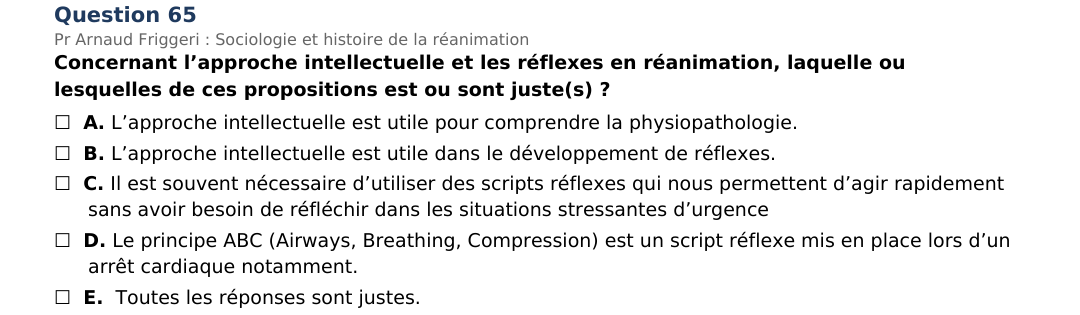 Question 65
Pr Arnaud Friggeri : Sociologie et histoire de la réanimation
Concernant l’approche intellectuelle et les réflexes en réanimation, laquelle ou
lesquelles de ces propositions est ou sont juste(s) ?
☐ A. L’approche intellectuelle est utile pour comprendre la physiopathologie.
☐ B. L’approche intellectuelle est utile dans le développement de réflexes.
☐ C. Il est souvent nécessaire d’utiliser des scripts réflexes qui nous permettent d’agir rapidement
sans avoir besoin de réfléchir dans les situations stressantes d’urgence
☐ D. Le principe ABC (Airways, Breathing, Compression) est un script réflexe mis en place lors d’un
arrêt cardiaque notamment.
☐ E. Toutes les réponses sont justes.